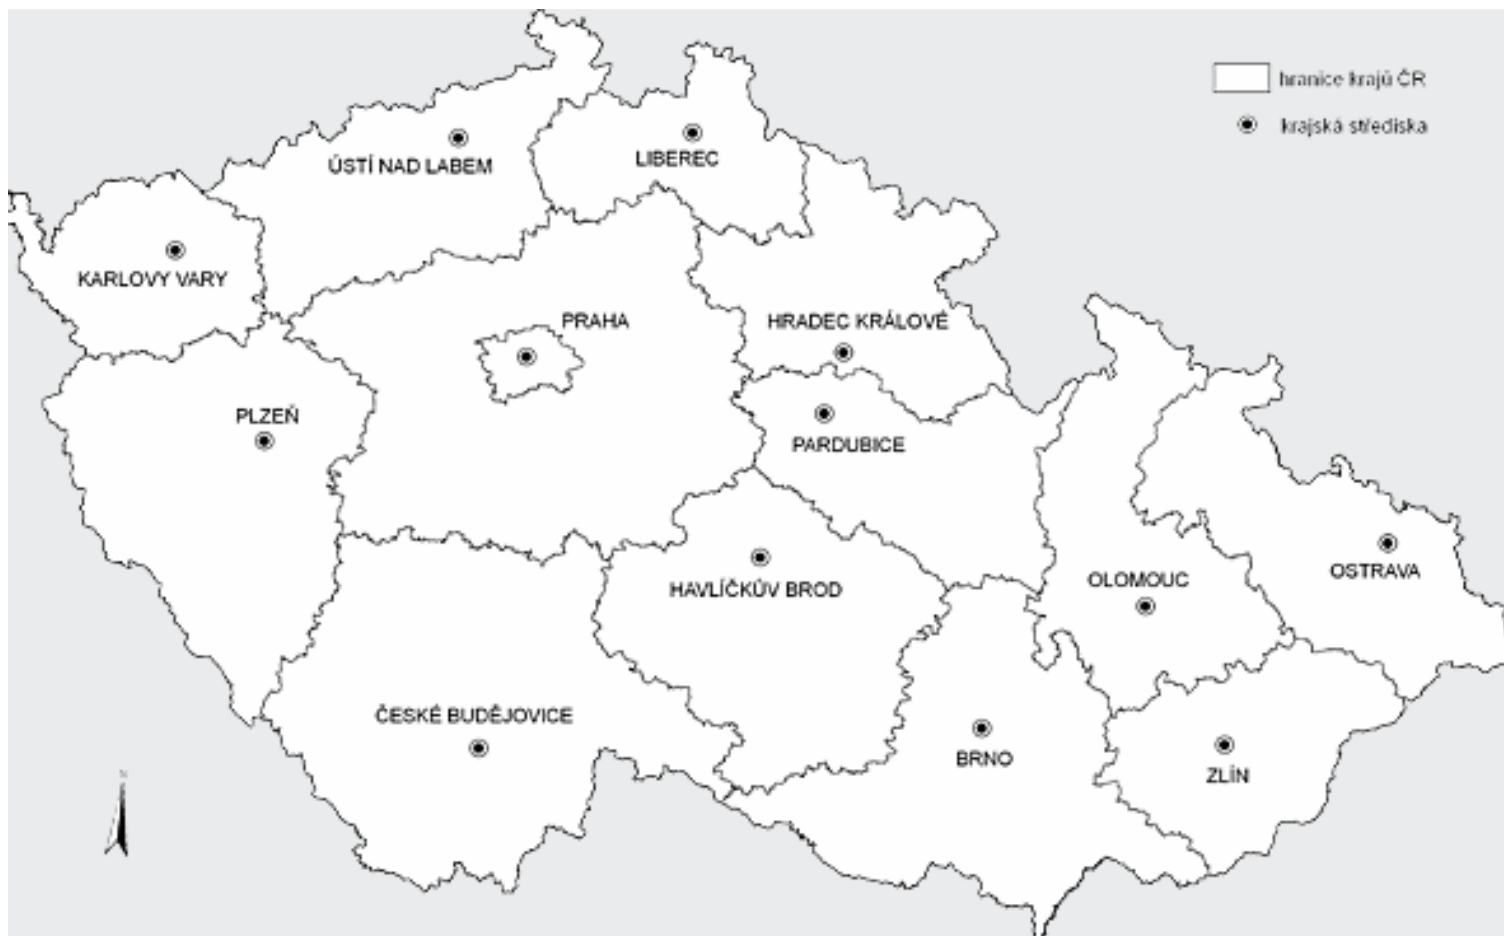 hranice krajů ČR
krajská střediska
ÚSTÍ NAD LABEM
LIBEREC
KARLOVY VARY
PRAHA
HRADEC KRÁLOVÉ
PLZEŇ
PARDUBICE
HAVLÍČKŮV BROD
OLOMOUC
OSTRAVA
ČESKÉ BUDĚJOVICE
BRNO
ZLÍN
N